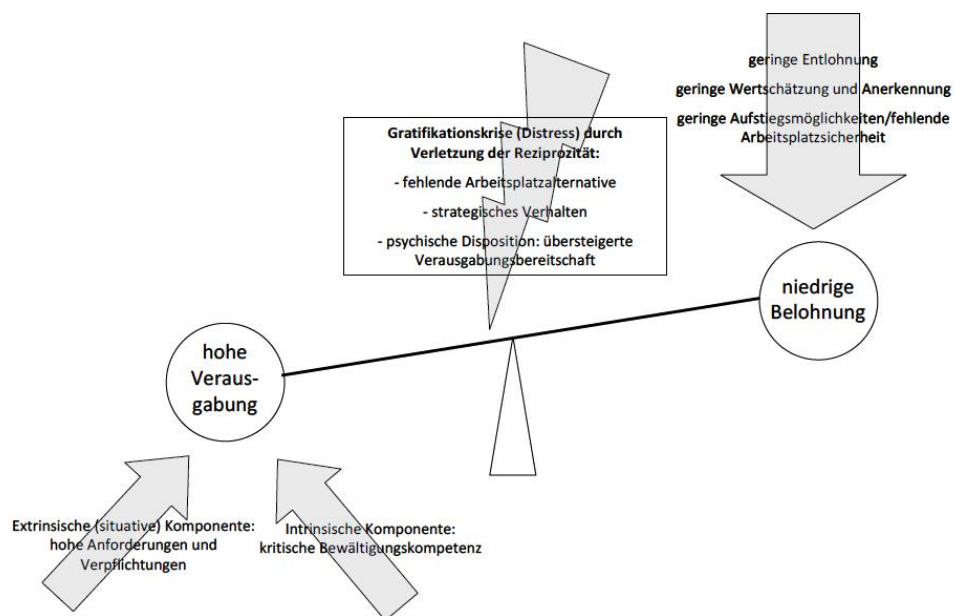 geringe Entlohnung
geringe Wertschätzung und Anerkennung
geringe Aufstiegsmöglichkeiten/fehlende
Arbeitsplatzsicherheit
Gratifikationskrise (Distress) durch
Verletzung der Reziprozität:
- fehlende Arbeitsplatzalternative
- strategisches Verhalten
- psychische Disposition: übersteigerte
Verausgabungsbereitschaft
niedrige
Belohnung
hohe
Veraus-
gabung
Extrinsische (situative) Komponente:
hohe Anforderungen und
Verpflichtungen
Intrinsische Komponente:
kritische Bewältigungskompetenz